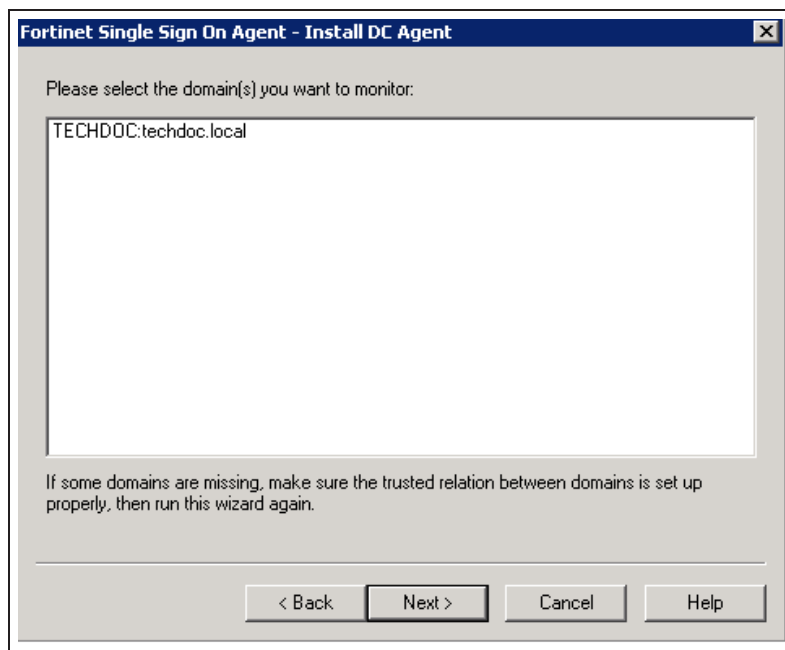 Fortinet Single Sign On Agent - Install DC Agent
Please select the domain(s) you want to monitor:
TECHDOC:techdoc.local
If some domains are missing, make sure the trusted relation between domains is set up
properly, then run this wizard again.
< Back
Next >
Cancel
Help